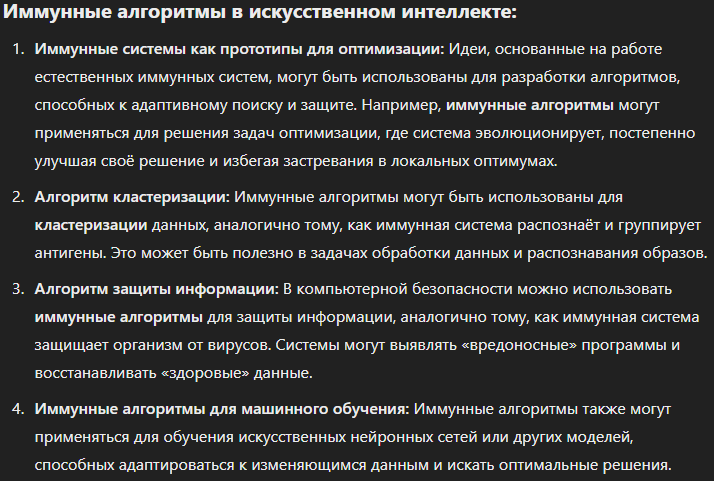 Иммунные алгоритмы в искусственном интеллекте:
1. Иммунные системы как прототипы для оптимизации: Идеи, основанные на работе
естественных иммунных систем, могут быть использованы для разработки алгоритмов,
способных к адаптивному поиску и защите. Например, иммунные алгоритмы могут
применяться для решения задач оптимизации, где система эволюционирует, постепенно
улучшая своё решение и избегая застревания в локальных оптимумах.
2. Алгоритм кластеризации: Иммунные алгоритмы могут быть использованы для
кластеризации данных, аналогично тому, как иммунная система распознаёт и группирует
антигены. Это может быть полезно в задачах обработки данных и распознавания образов.
3. Алгоритм защиты информации: В компьютерной безопасности можно использовать
иммунные алгоритмы для защиты информации, аналогично тому, как иммунная система
защищает организм от вирусов. Системы могут выявлять «вредоносные» программы и
восстанавливать «здоровые» данные.
4. Иммунные алгоритмы для машинного обучения: Иммунные алгоритмы также могут
применяться для обучения искусственных нейронных сетей или других моделей,
способных адаптироваться к изменяющимся данным и искать оптимальные решения.